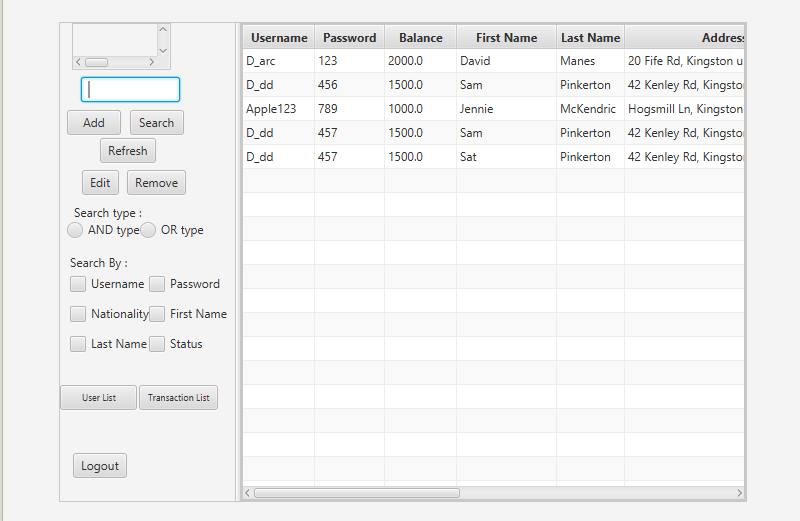 Add Search
Refresh
Edit Remove
Search type :
AND type OR type
Search By :
Username Password
Nationality First Name
Last Name Status
User List Transaction List
Logout
Username Password Balance First Name Last Name Address
D_arc 123 2000.0 David Manes 20 Fife Rd, Kingston u
D_dd 456 1500.0 Sam Pinkerton 42 Kenley Rd, Kingston
Apple123 789 1000.0 Jennie McKendric Hogsmill Ln, Kingston
D_dd 457 1500.0 Sam Pinkerton 42 Kenley Rd, Kingston
D_dd 457 1500.0 Sat Pinkerton 42 Kenley Rd, Kingston